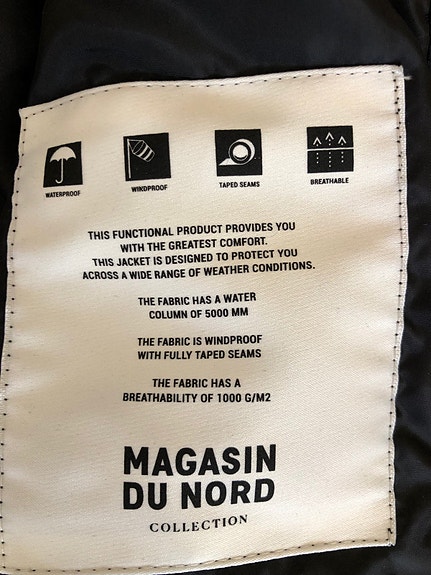 WATERPROOF
WINDPROOF
TAPED SEAMS
BREATHABLE
THIS FUNCTIONAL PRODUCT PROVIDES YOU
WITH THE GREATEST COMFORT.
THIS JACKET IS DESIGNED TO PROTECT YOU
ACROSS A WIDE RANGE OF WEATHER CONDITIONS.
THE FABRIC HAS A WATER
COLUMN OF 5000 MM
THE FABRIC IS WINDPROOF
WITH FULLY TAPED SEAMS
THE FABRIC HAS A
BREATHABILITY OF 1000 G/M2
MAGASIN
DU NORD
COLLECTION